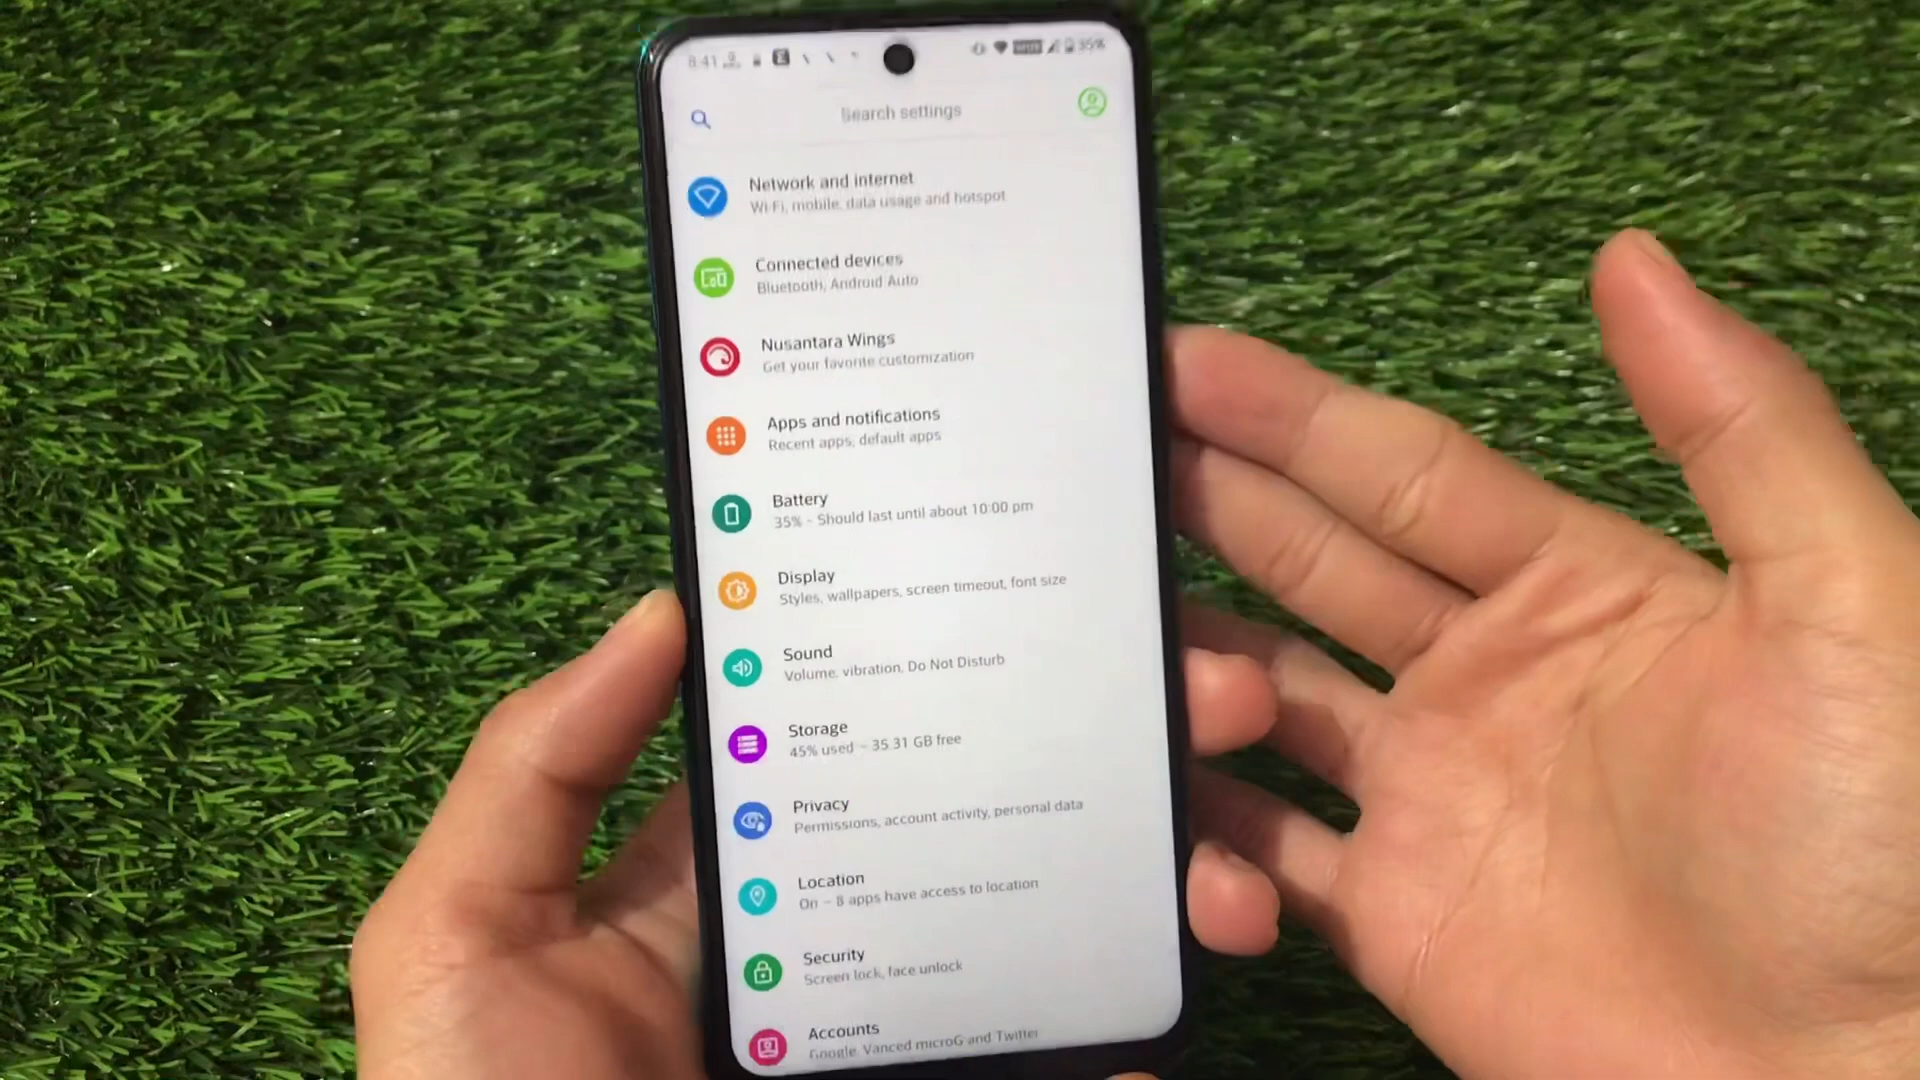 8:41
35%
Search settings
Network and internet
Wi-Fi, mobile, data usage and hotspot
Connected devices
Bluetooth, Android Auto
Nusantara Wings
Get your favorite customization
Apps and notifications
Recent apps, default apps
Battery
35% - Should last until about 10:00 pm
Display
Styles, wallpapers, screen timeout, font size
Sound
Volume, vibration, Do Not Disturb
Storage
45% used - 35.31 GB free
Privacy
Permissions, account activity, personal data
Location
On - 8 apps have access to location
Security
Screen lock, face unlock
Accounts
Google, Vanced microG and Twitter